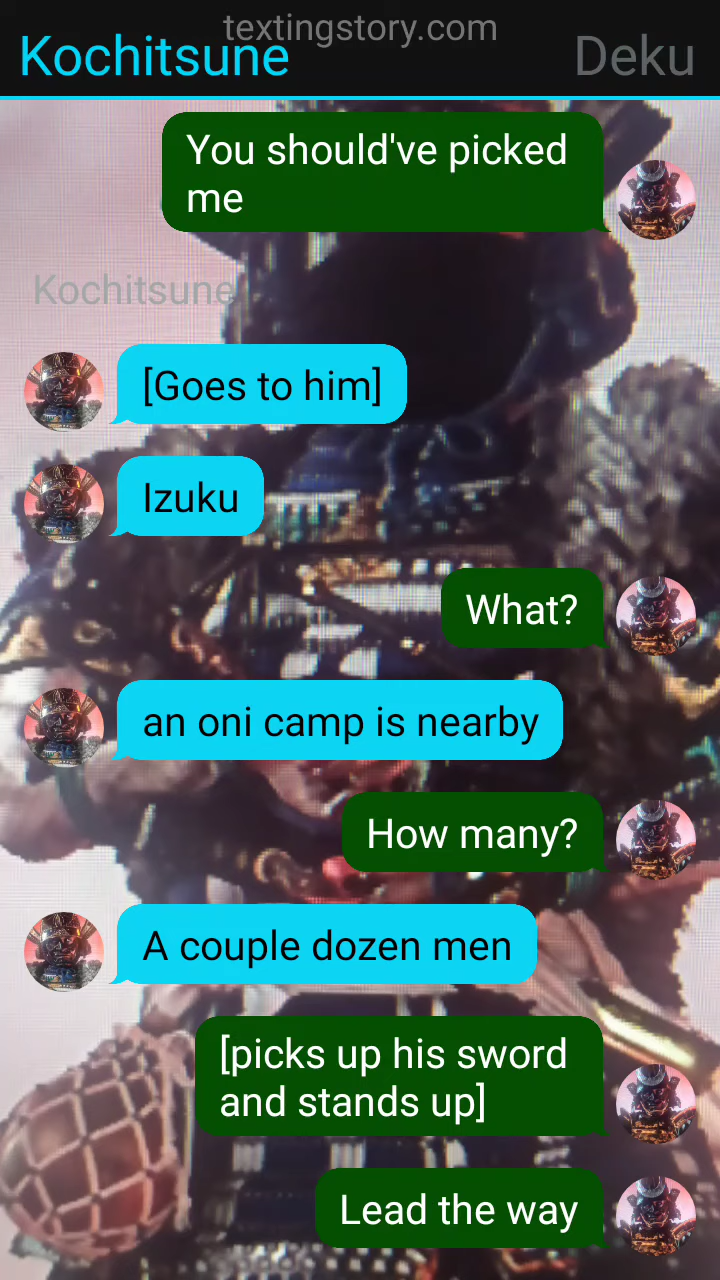 textingstory.com
Kochitsune
Deku
You should've picked
me
Kochitsune
[Goes to him]
Izuku
What?
an oni camp is nearby
How many?
A couple dozen men
[picks up his sword
and stands up]
Lead the way